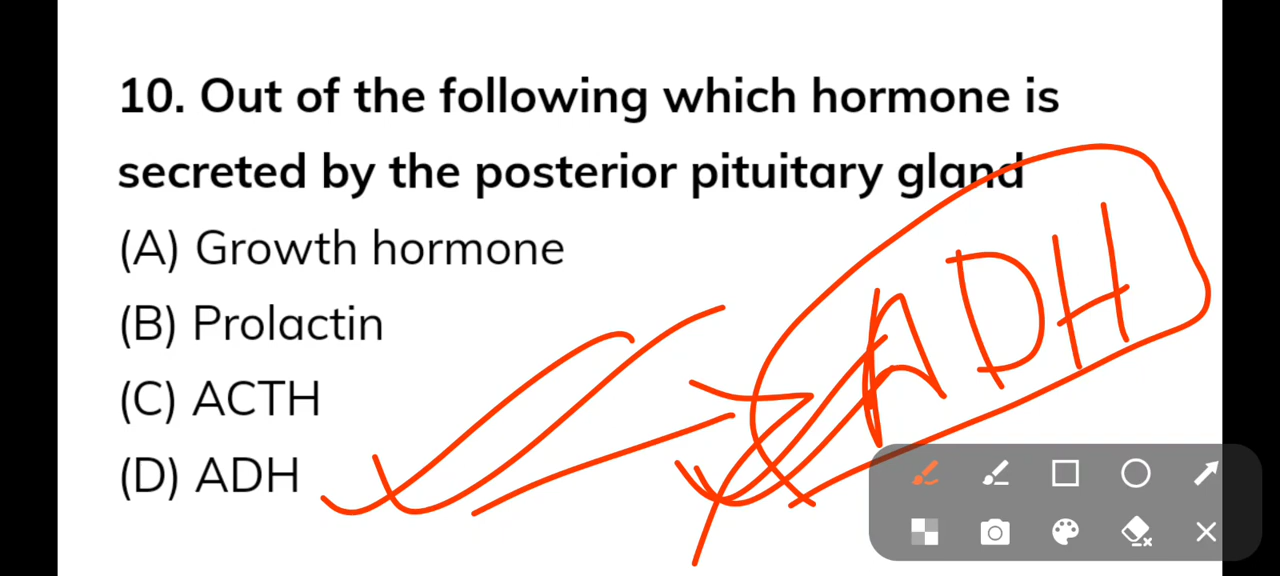 10. Out of the following which hormone is
secreted by the posterior pituitary gland
(A) Growth hormone
(B) Prolactin
(C) ACTH
(D) ADH
ADH